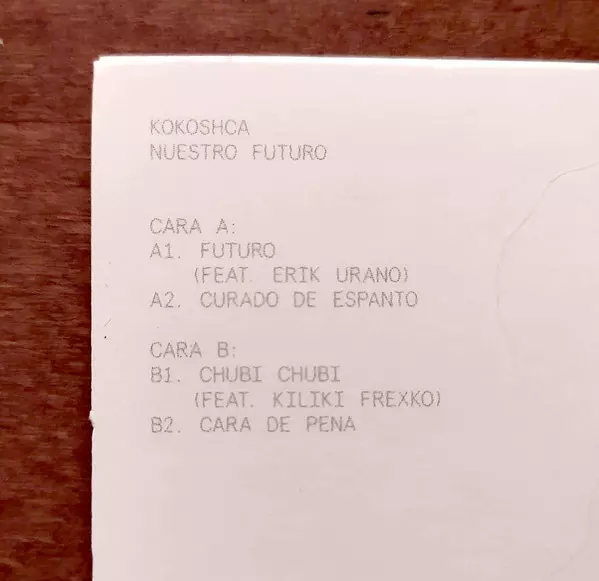 KOKOSHCA
NUESTRO FUTURO
CARA A:
A1. FUTURO
(FEAT. ERIK URANO)
A2. CURADO DE ESPANTO
CARA B:
B1. CHUBI CHUBI
(FEAT. KILIKI FREXKO)
B2. CARA DE PENA